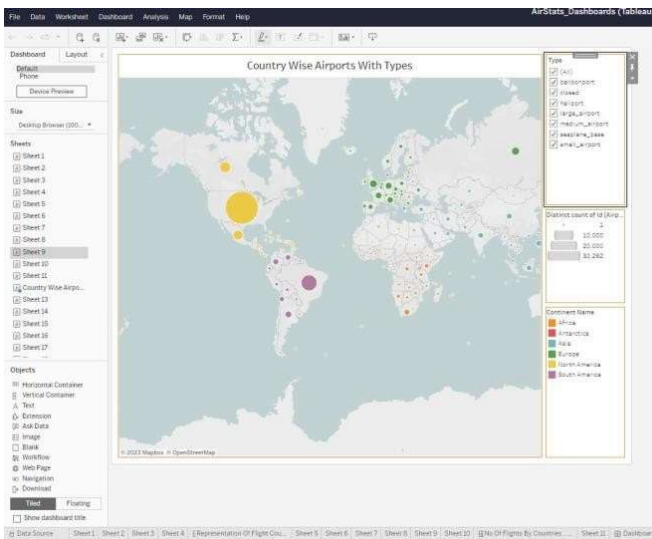 AirStats_Dashboards (Tableau
File Data Worksheet Dashboard Analysis Map Format Help
Dashboard Layout
Default
Phone
Device Preview
Size
Desktop Browser (100...
Sheets
Sheet 1
Sheet 2
Sheet 3
Sheet 4
Sheet 5
Sheet 6
Sheet 7
Sheet 8
Sheet 9
Sheet 10
Sheet 11
Country Wise Airpo...
Sheet 13
Sheet 14
Sheet 15
Sheet 16
Sheet 17
Objects
Horizontal Container
Vertical Container
Text
Extension
Ask Data
Image
Blank
Workflow
Web Page
Navigation
Download
Tiled Floating
Show dashboard title
Country Wise Airports With Types
© 2023 Mapbox © OpenStreetMap
Type
(All)
balloonport
closed
heliport
large_airport
medium_airport
seaplane_base
small_airport
Distinct count of Id (Airp...
1
10,000
20,000
30,262
Continent Name
Africa
Antarctica
Asia
Europe
North America
South America
Data Source Sheet 1 Sheet 2 Sheet 3 Sheet 4 Representation Of Flight Cou... Sheet 5 Sheet 6 Sheet 7 Sheet 8 Sheet 9 Sheet 10 No Of Flights By Countries ... Sheet 11 Dashboar